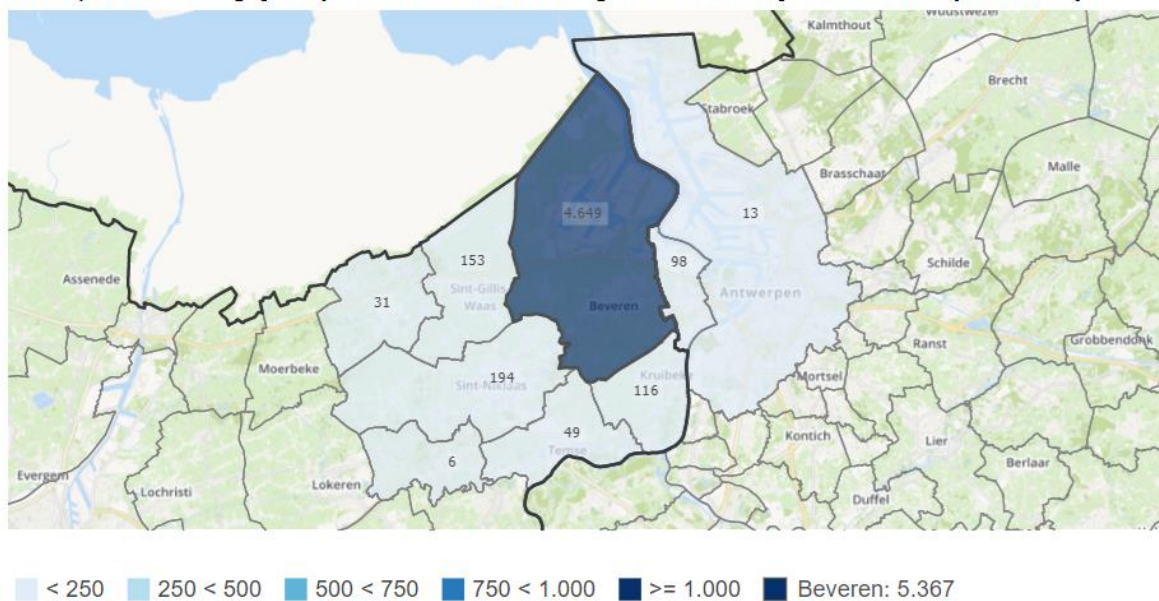 Wuustwezel
Kalmthout
Brecht
Stabroek
Malle
Brasschaat
4.649
13
153
98
Assenede
Schilde
Sint-Gillis-
Waas
31
Antwerpen
Beveren
Ranst
Grobbendonk
Moerbeke
194
Sint-Niklaas
Kruibeke
116
Mortsel
49
Temse
Kontich
Lier
6
Berlaar
Evergem
Lochristi
Lokeren
Duffel
< 250 250 < 500 500 < 750 750 < 1.000 >= 1.000 Beveren: 5.367